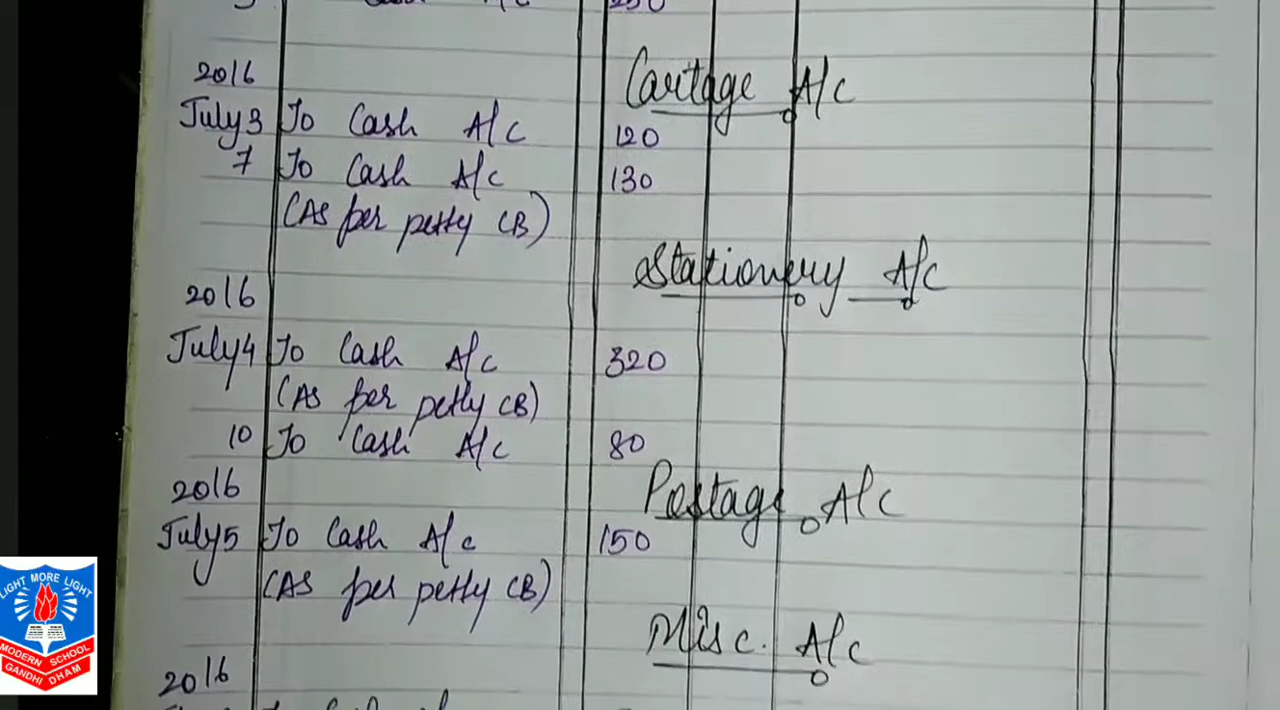 Cash A/C 250
Cartage A/C
2016
July 3 To Cash A/C 120
7 To Cash A/C 130
(As per petty CB)
Stationery A/C
2016
July 4 To Cash A/C 320
(As per petty CB)
10 To Cash A/C 80
Postage A/C
2016
July 5 To Cash A/C 150
(As per petty CB)
Misc. A/C
2016
LIGHT MORE LIGHT
MODERN SCHOOL
GANDHI DHAM